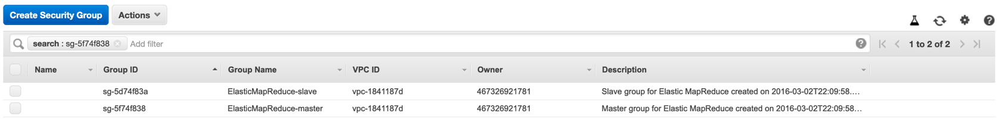 Create Security Group Actions
search : sg-5f74f838 Add filter 1 to 2 of 2
Name Group ID Group Name VPC ID Owner Description
sg-5d74f83a ElasticMapReduce-slave vpc-1841187d 467326921781 Slave group for Elastic MapReduce created on 2016-03-02T22:09:58....
sg-5f74f838 ElasticMapReduce-master vpc-1841187d 467326921781 Master group for Elastic MapReduce created on 2016-03-02T22:09:58...